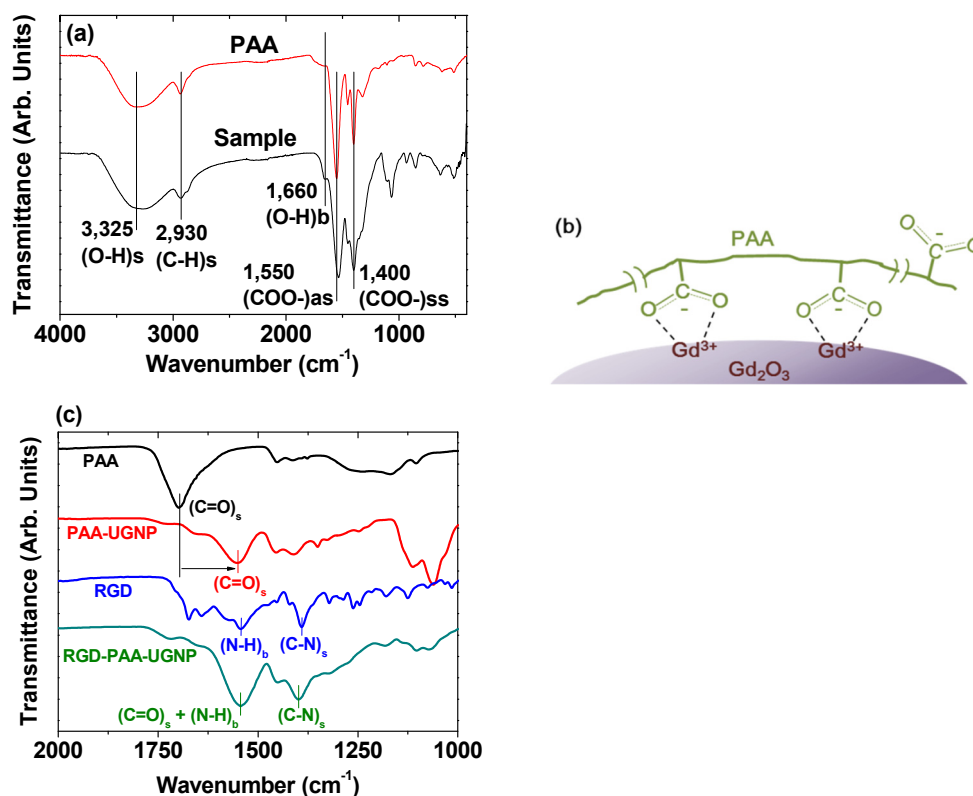 (a)
PAA
Sample
3,325
(O-H)s
2,930
(C-H)s
1,660
(O-H)b
1,550
(COO-)as
1,400
(COO-)ss
Transmittance (Arb. Units)
4000 3000 2000 1000
Wavenumber (cm⁻¹)
(b)
PAA
O C O
−
O C O
−
O C O
−
Gd³⁺ Gd³⁺
Gd₂O₃
(c)
PAA
(C=O)ₛ
PAA-UGNP
(C=O)ₛ
RGD
(N-H)b (C-N)ₛ
RGD-PAA-UGNP
(C=O)ₛ + (N-H)b (C-N)ₛ
Transmittance (Arb. Units)
2000 1750 1500 1250 1000
Wavenumber (cm⁻¹)